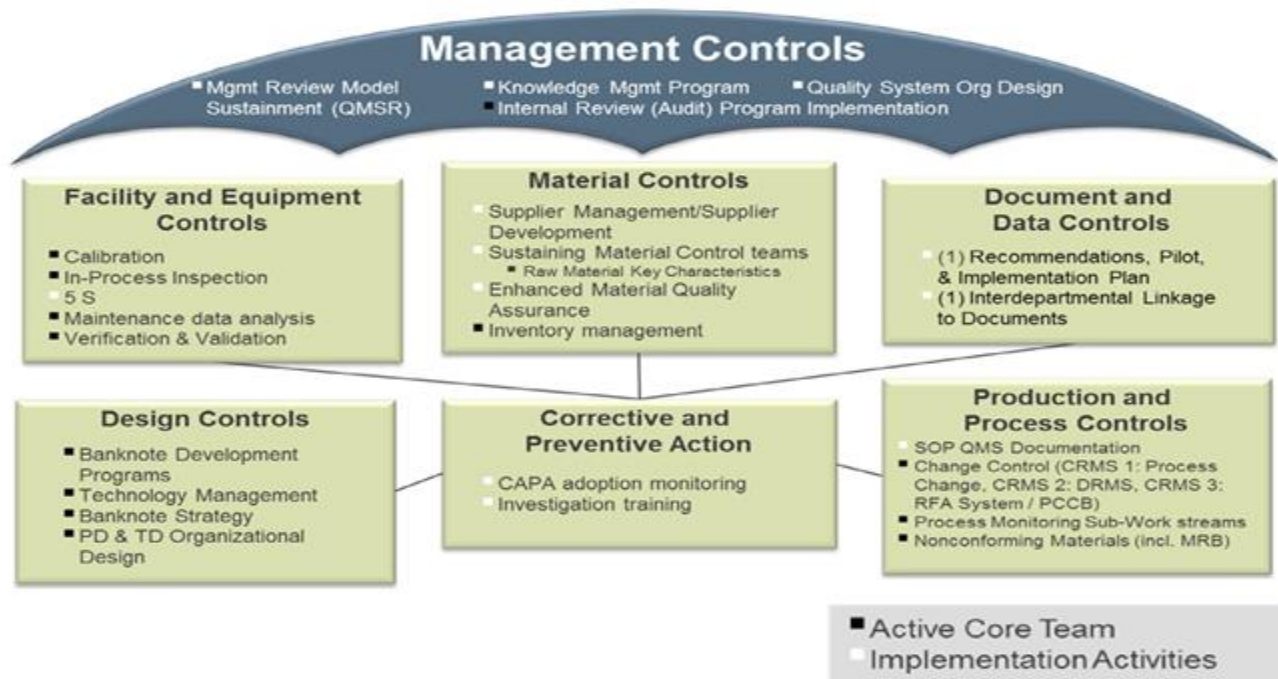 Management Controls
▫Mgmt Review Model
Sustainment (QMSR)
▫Knowledge Mgmt Program
▫Quality System Org Design
▪Internal Review (Audit) Program Implementation
Facility and Equipment
Controls
▪Calibration
▪In-Process Inspection
▫5 S
▪Maintenance data analysis
▪Verification & Validation
Material Controls
▫Supplier Management/Supplier
Development
▫Sustaining Material Control teams
▪Raw Material Key Characteristics
▫Enhanced Material Quality
Assurance
▪Inventory management
Document and
Data Controls
▫(1) Recommendations, Pilot,
& Implementation Plan
▫(1) Interdepartmental Linkage
to Documents
Design Controls
▪Banknote Development
Programs
▪Technology Management
▪Banknote Strategy
▪PD & TD Organizational
Design
Corrective and
Preventive Action
▫CAPA adoption monitoring
▫Investigation training
Production and
Process Controls
▫SOP QMS Documentation
▪Change Control (CRMS 1: Process
Change, CRMS 2: DRMS, CRMS 3:
RFA System / PCCB)
▪Process Monitoring Sub-Work streams
▪Nonconforming Materials (incl. MRB)
▪Active Core Team
▫Implementation Activities